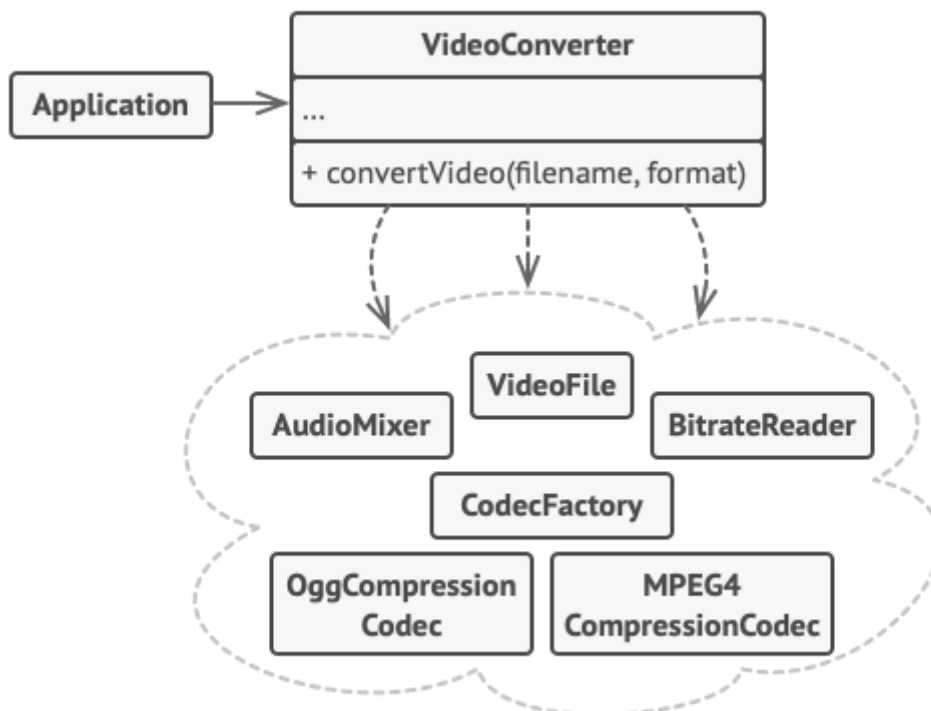 VideoConverter
Application
...
+ convertVideo(filename, format)
VideoFile
AudioMixer
BitrateReader
CodecFactory
OggCompression
Codec
MPEG4
CompressionCodec